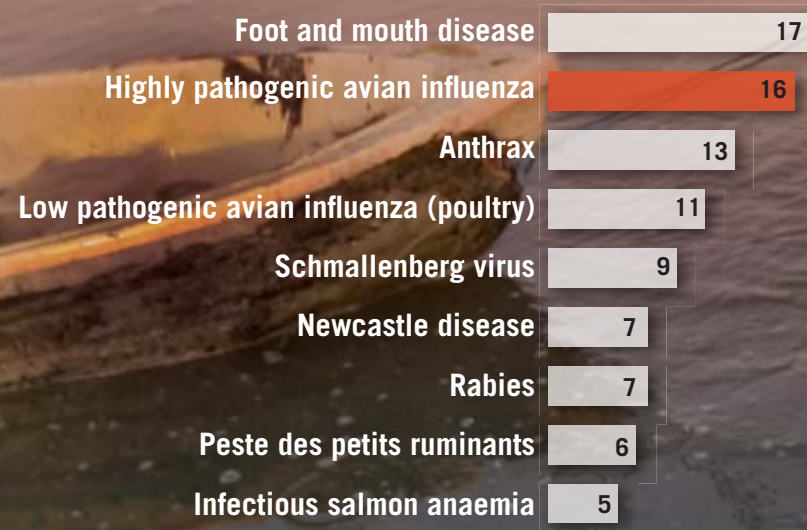 Foot and mouth disease 17
Highly pathogenic avian influenza 16
Anthrax 13
Low pathogenic avian influenza (poultry) 11
Schmallenberg virus 9
Newcastle disease 7
Rabies 7
Peste des petits ruminants 6
Infectious salmon anaemia 5